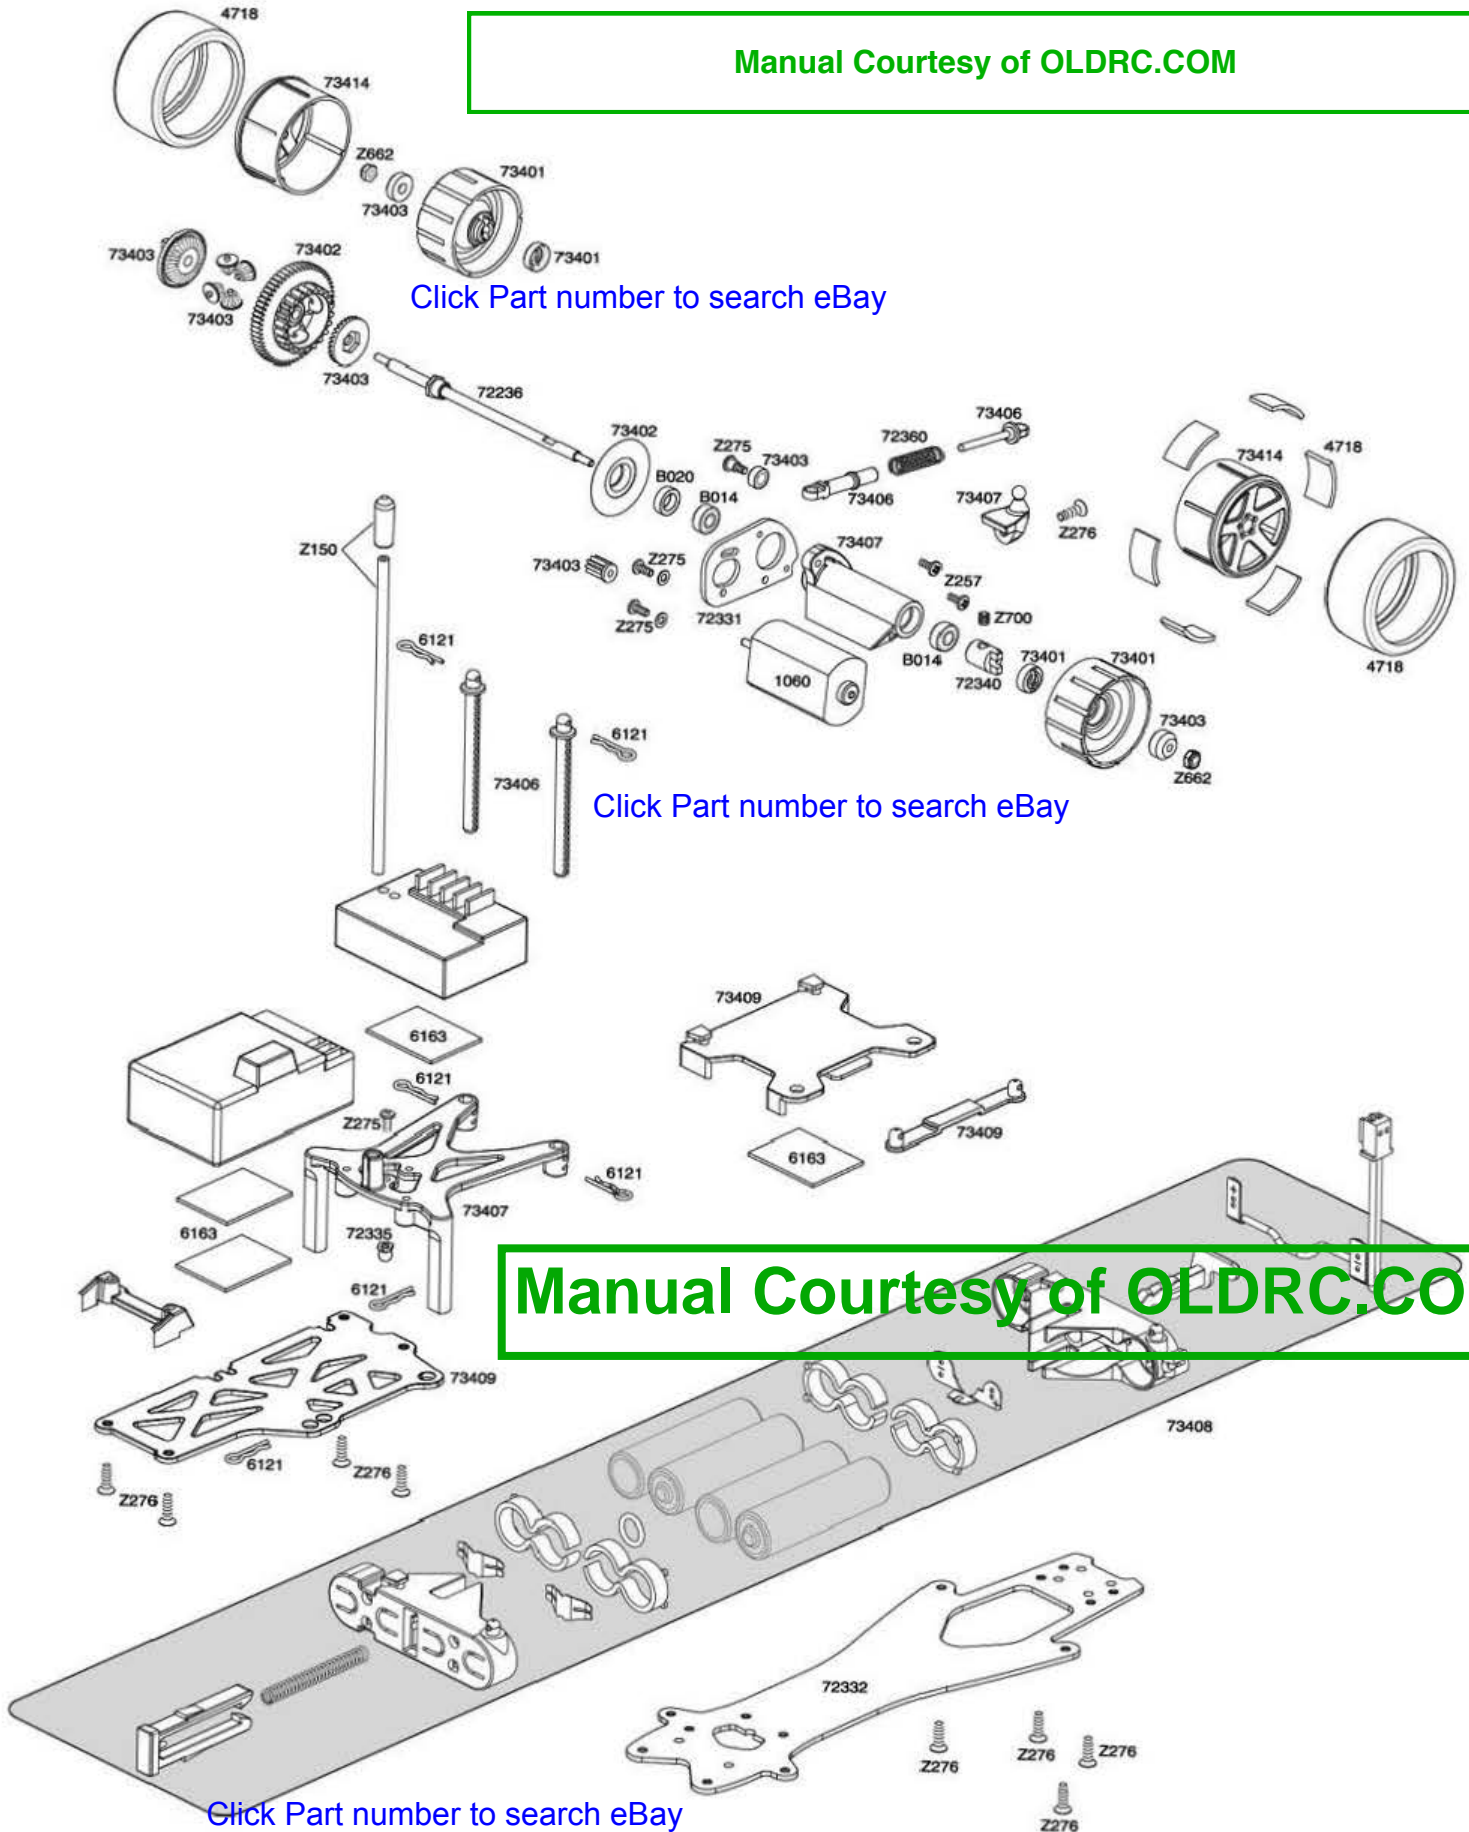 4718
Manual Courtesy of OLDRC.COM
73414
Z662
73401
73403
73401
73403
73402
73403
Click Part number to search eBay
73403
72236
73402
Z275
73403
72360
73406
73406
B020
B014
73407
Z276
4718
73414
4718
Z150
73403
Z275
Z275
72331
73407
Z257
Z700
B014
72340
73401
73401
73403
Z662
1060
6121
6121
73406
Click Part number to search eBay
6163
73409
6121
Z275
73409
6163
6121
73407
6163
72335
6121
Manual Courtesy of OLDRC.CO
73409
73408
6121
Z276
Z276
72332
Z276
Z276
Z276
Z276
Click Part number to search eBay